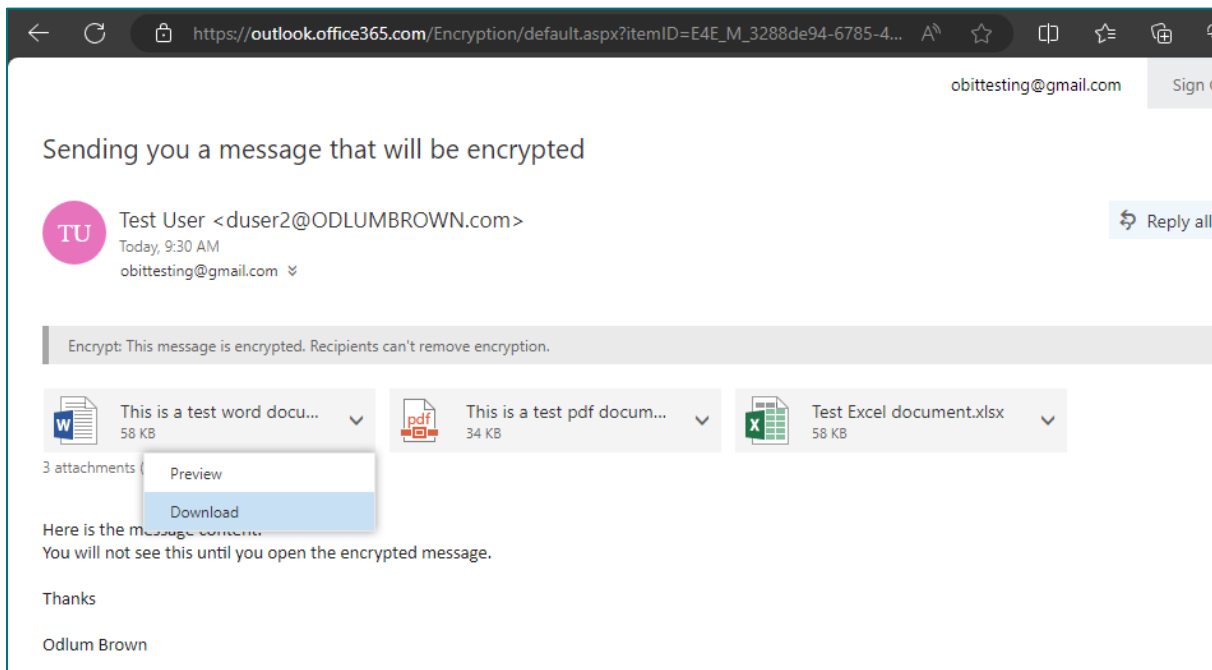 https://outlook.office365.com/Encryption/default.aspx?itemID=E4E_M_3288de94-6785-4...
obittesting@gmail.com Sign
Sending you a message that will be encrypted
TU
Test User <duser2@ODLUMBROWN.com>
Reply all
Today, 9:30 AM
obittesting@gmail.com
Encrypt: This message is encrypted. Recipients can't remove encryption.
This is a test word docu... This is a test pdf docum... Test Excel document.xlsx
58 KB 34 KB 58 KB
3 attachments (
Preview
Download
Here is the message content.
You will not see this until you open the encrypted message.
Thanks
Odlum Brown